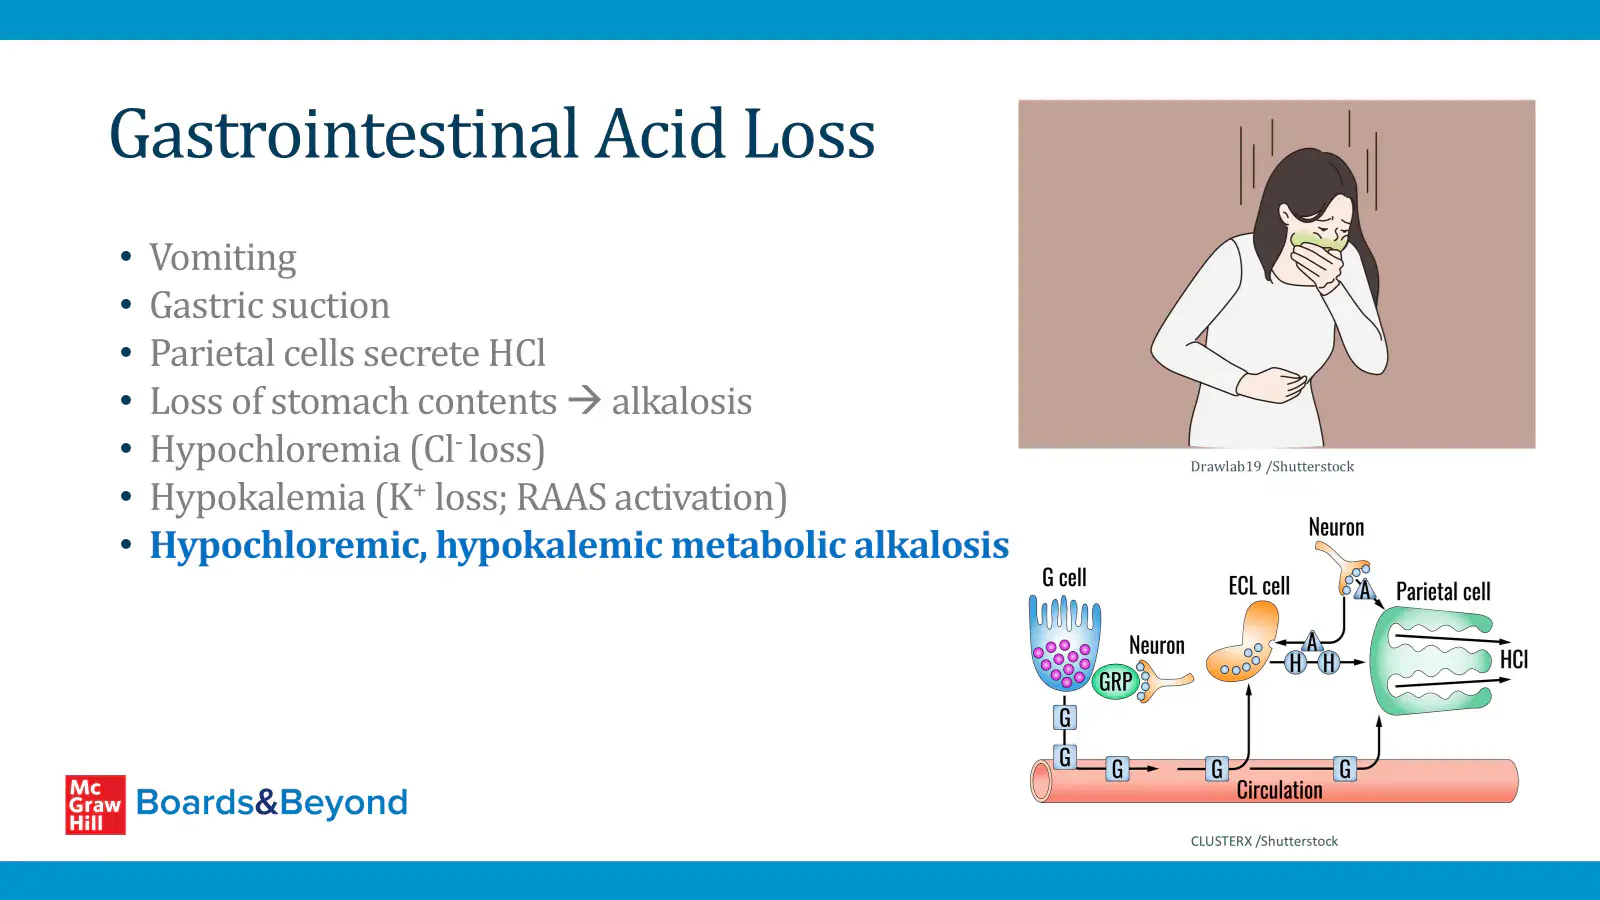 Gastrointestinal Acid Loss
• Vomiting
• Gastric suction
• Parietal cells secrete HCl
• Loss of stomach contents → alkalosis
• Hypochloremia (Cl⁻ loss)
• Hypokalemia (K⁺ loss; RAAS activation)
• Hypochloremic, hypokalemic metabolic alkalosis
Drawlab19 /Shutterstock
Neuron
G cell
ECL cell
A
Parietal cell
Neuron
A
H H
HCl
GRP
G
G
G
G
G
Circulation
CLUSTERX /Shutterstock
Mc
Graw
Hill
Boards&Beyond